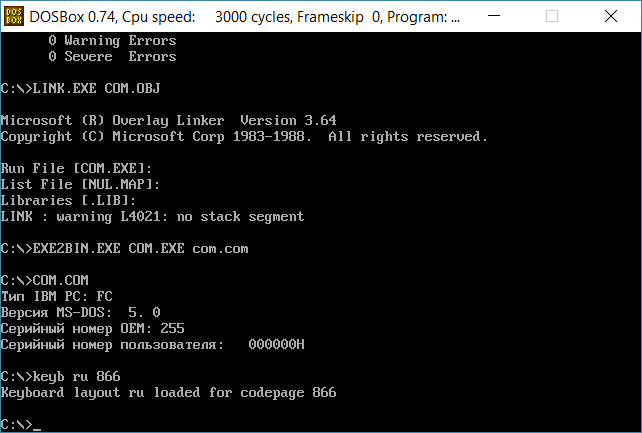 DOS BOX
DOSBox 0.74, Cpu speed: 3000 cycles, Frameskip 0, Program: ...
0 Warning Errors
0 Severe Errors
C:\>LINK.EXE COM.OBJ
Microsoft (R) Overlay Linker Version 3.64
Copyright (C) Microsoft Corp 1983-1988. All rights reserved.
Run File [COM.EXE]:
List File [NUL.MAP]:
Libraries [.LIB]:
LINK : warning L4021: no stack segment
C:\>EXE2BIN.EXE COM.EXE com.com
C:\>COM.COM
Тип IBM PC: FC
Версия MS-DOS: 5. 0
Серийный номер OEM: 255
Серийный номер пользователя: 000000H
C:\>keyb ru 866
Keyboard layout ru loaded for codepage 866
C:\>_